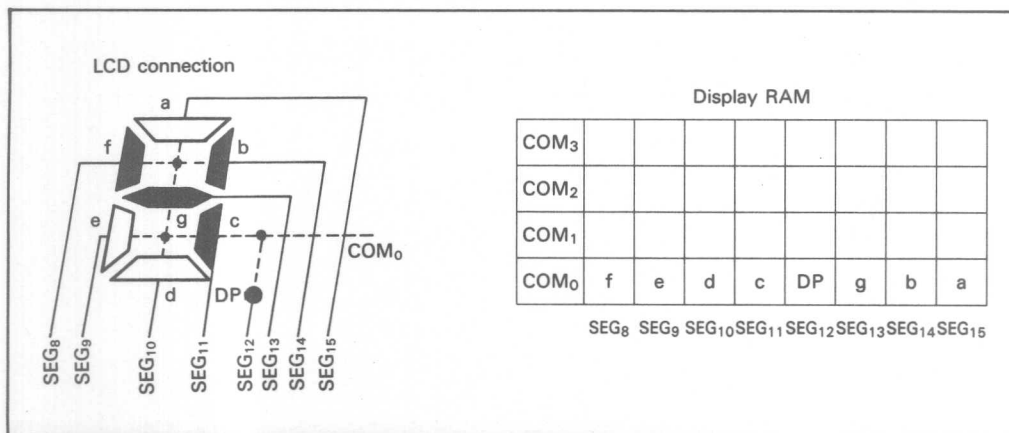 LCD connection
a
f
b
g
e
c
COM₀
d
DP
SEG₈
SEG₉
SEG₁₀
SEG₁₁
SEG₁₂
SEG₁₃
SEG₁₄
SEG₁₅
Display RAM
COM₃
COM₂
COM₁
COM₀ f e d c DP g b a
SEG₈ SEG₉ SEG₁₀ SEG₁₁ SEG₁₂ SEG₁₃ SEG₁₄ SEG₁₅